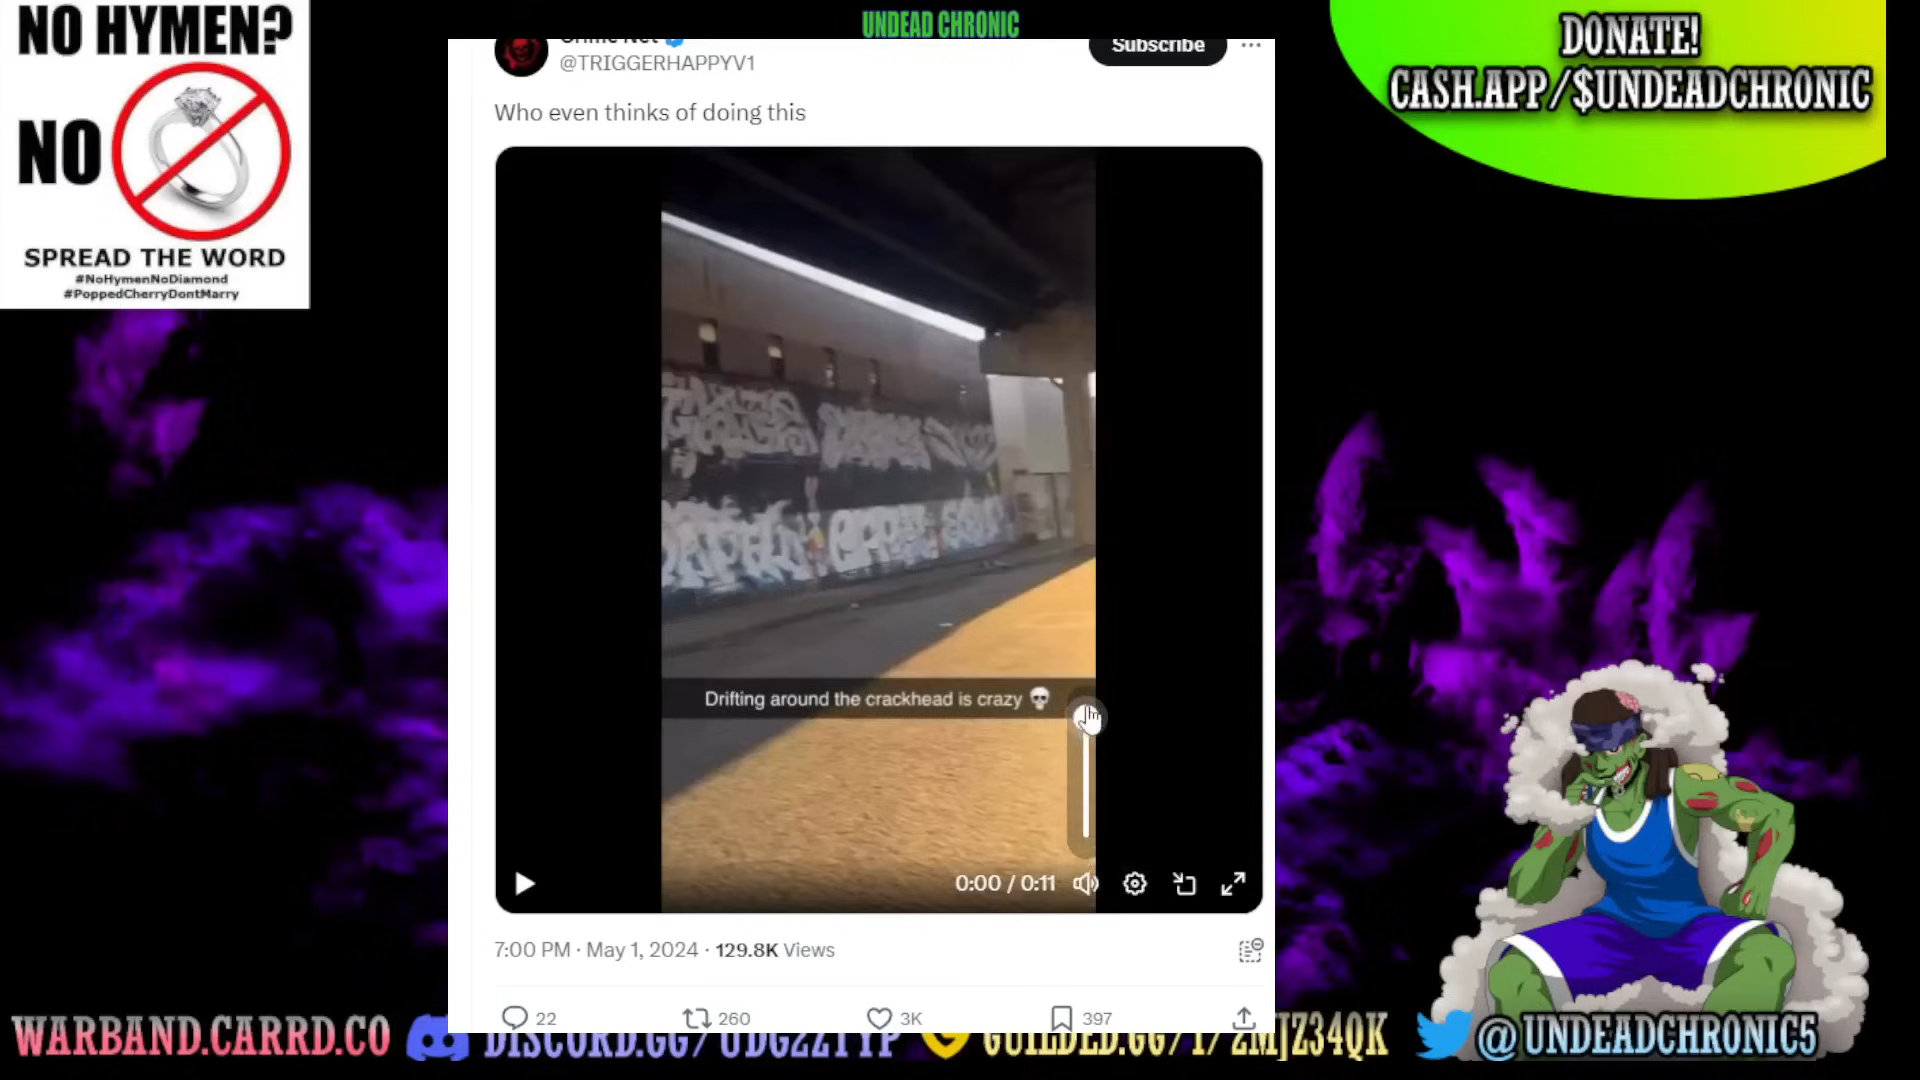 NO HYMEN?
NO
SPREAD THE WORD
#NoHymenNoDiamond
#PoppedCherryDontMarry
UNDEAD CHRONIC
DONATE!
CASH.APP/$UNDEADCHRONIC
@TRIGGERHAPPYV1
Subscribe
Who even thinks of doing this
Drifting around the crackhead is crazy 💀
0:00 / 0:11
7:00 PM · May 1, 2024 · 129.8K Views
22
260
3K
397
WARBAND.CARRD.CO
@UNDEADCHRONIC5